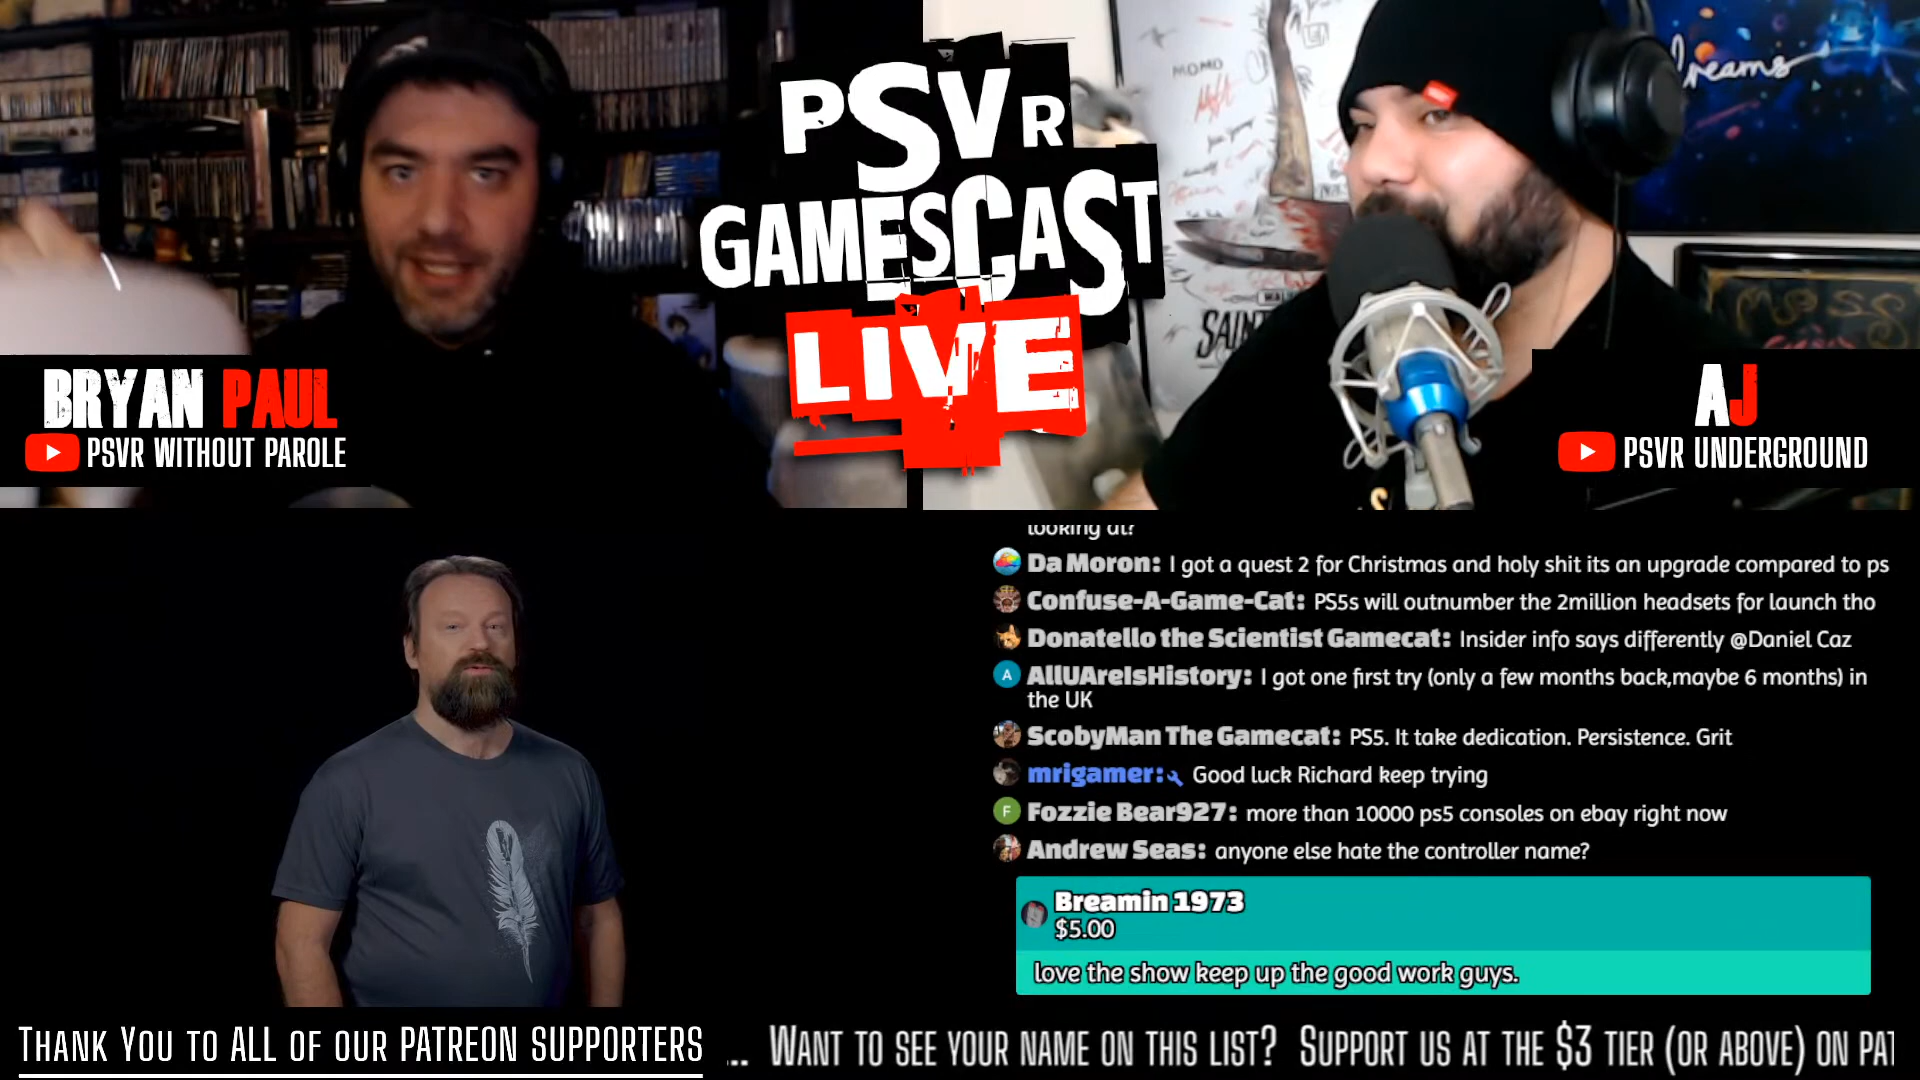 PSVR
GAMESCAST
LIVE
MOMO
Dreams
BRYAN PAUL
PSVR WITHOUT PAROLE
AJ
PSVR UNDERGROUND
looking at?
Da Moron: I got a quest 2 for Christmas and holy shit its an upgrade compared to ps
Confuse-A-Game-Cat: PS5s will outnumber the 2million headsets for launch tho
Donatello the Scientist Gamecat: Insider info says differently @Daniel Caz
A AllUAreIsHistory: I got one first try (only a few months back,maybe 6 months) in
the UK
ScobyMan The Gamecat: PS5. It take dedication. Persistence. Grit
mrigamer: Good luck Richard keep trying
F Fozzie Bear927: more than 10000 ps5 consoles on ebay right now
Andrew Seas: anyone else hate the controller name?
Breamin 1973
$5.00
love the show keep up the good work guys.
THANK YOU TO ALL OF OUR PATREON SUPPORTERS
... WANT TO SEE YOUR NAME ON THIS LIST? SUPPORT US AT THE $3 TIER (OR ABOVE) ON PAT